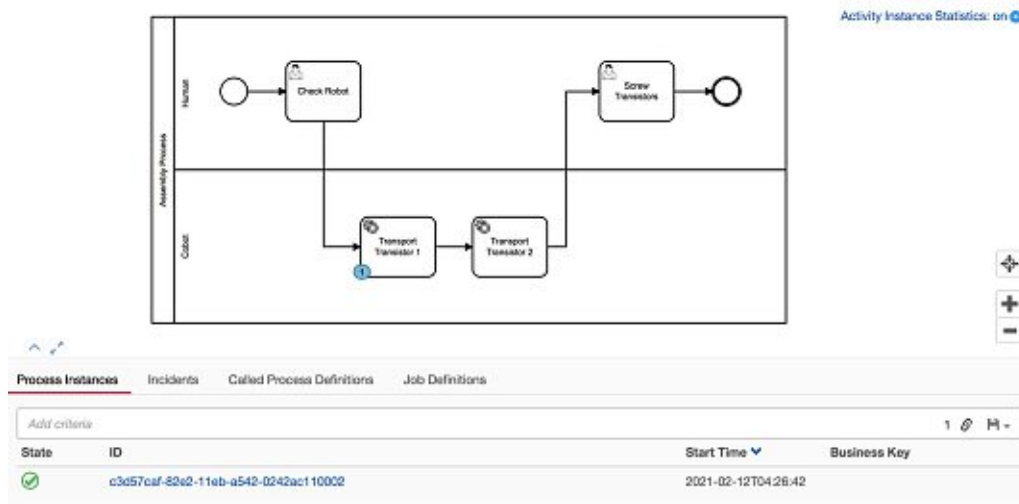 Activity Instance Statistics: on
Assembly Process
Human
Check Robot
Screw
Transistors
Cobot
Transport
Transistor 1
1
Transport
Transistor 2
Process Instances Incidents Called Process Definitions Job Definitions
Add criteria 1
State ID Start Time Business Key
c3d57caf-82e2-11eb-a542-0242ac110002 2021-02-12T04:26:42